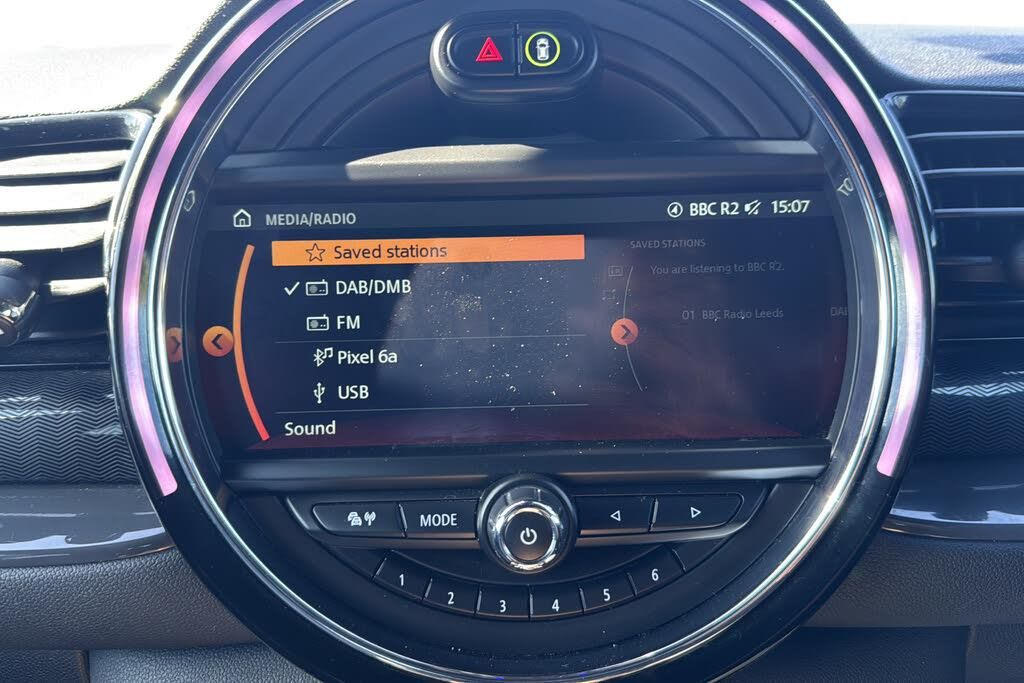 MEDIA/RADIO
BBC R2 15:07
Saved stations
DAB/DMB
FM
Pixel 6a
USB
Sound
SAVED STATIONS
You are listening to BBC R2.
01 BBC Radio Leeds
MODE
1 2 3 4 5 6